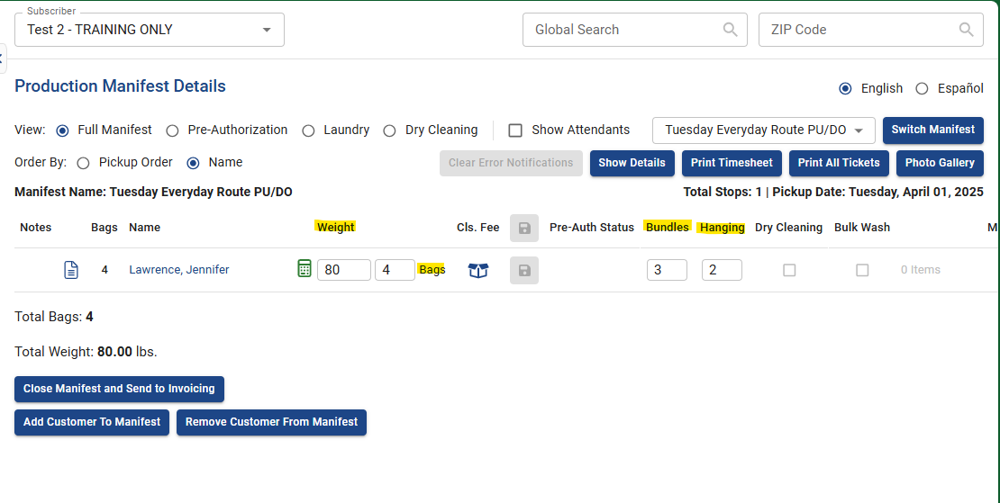 Subscriber
Test 2 - TRAINING ONLY
Global Search
ZIP Code
Production Manifest Details
English
Español
View: Full Manifest Pre-Authorization Laundry Dry Cleaning Show Attendants Tuesday Everyday Route PU/DO Switch Manifest
Order By: Pickup Order Name Clear Error Notifications Show Details Print Timesheet Print All Tickets Photo Gallery
Manifest Name: Tuesday Everyday Route PU/DO Total Stops: 1 | Pickup Date: Tuesday, April 01, 2025
Notes Bags Name Weight Cls. Fee Pre-Auth Status Bundles Hanging Dry Cleaning Bulk Wash M
4 Lawrence, Jennifer 80 4 Bags 3 2 0 Items
Total Bags: 4
Total Weight: 80.00 lbs.
Close Manifest and Send to Invoicing
Add Customer To Manifest Remove Customer From Manifest